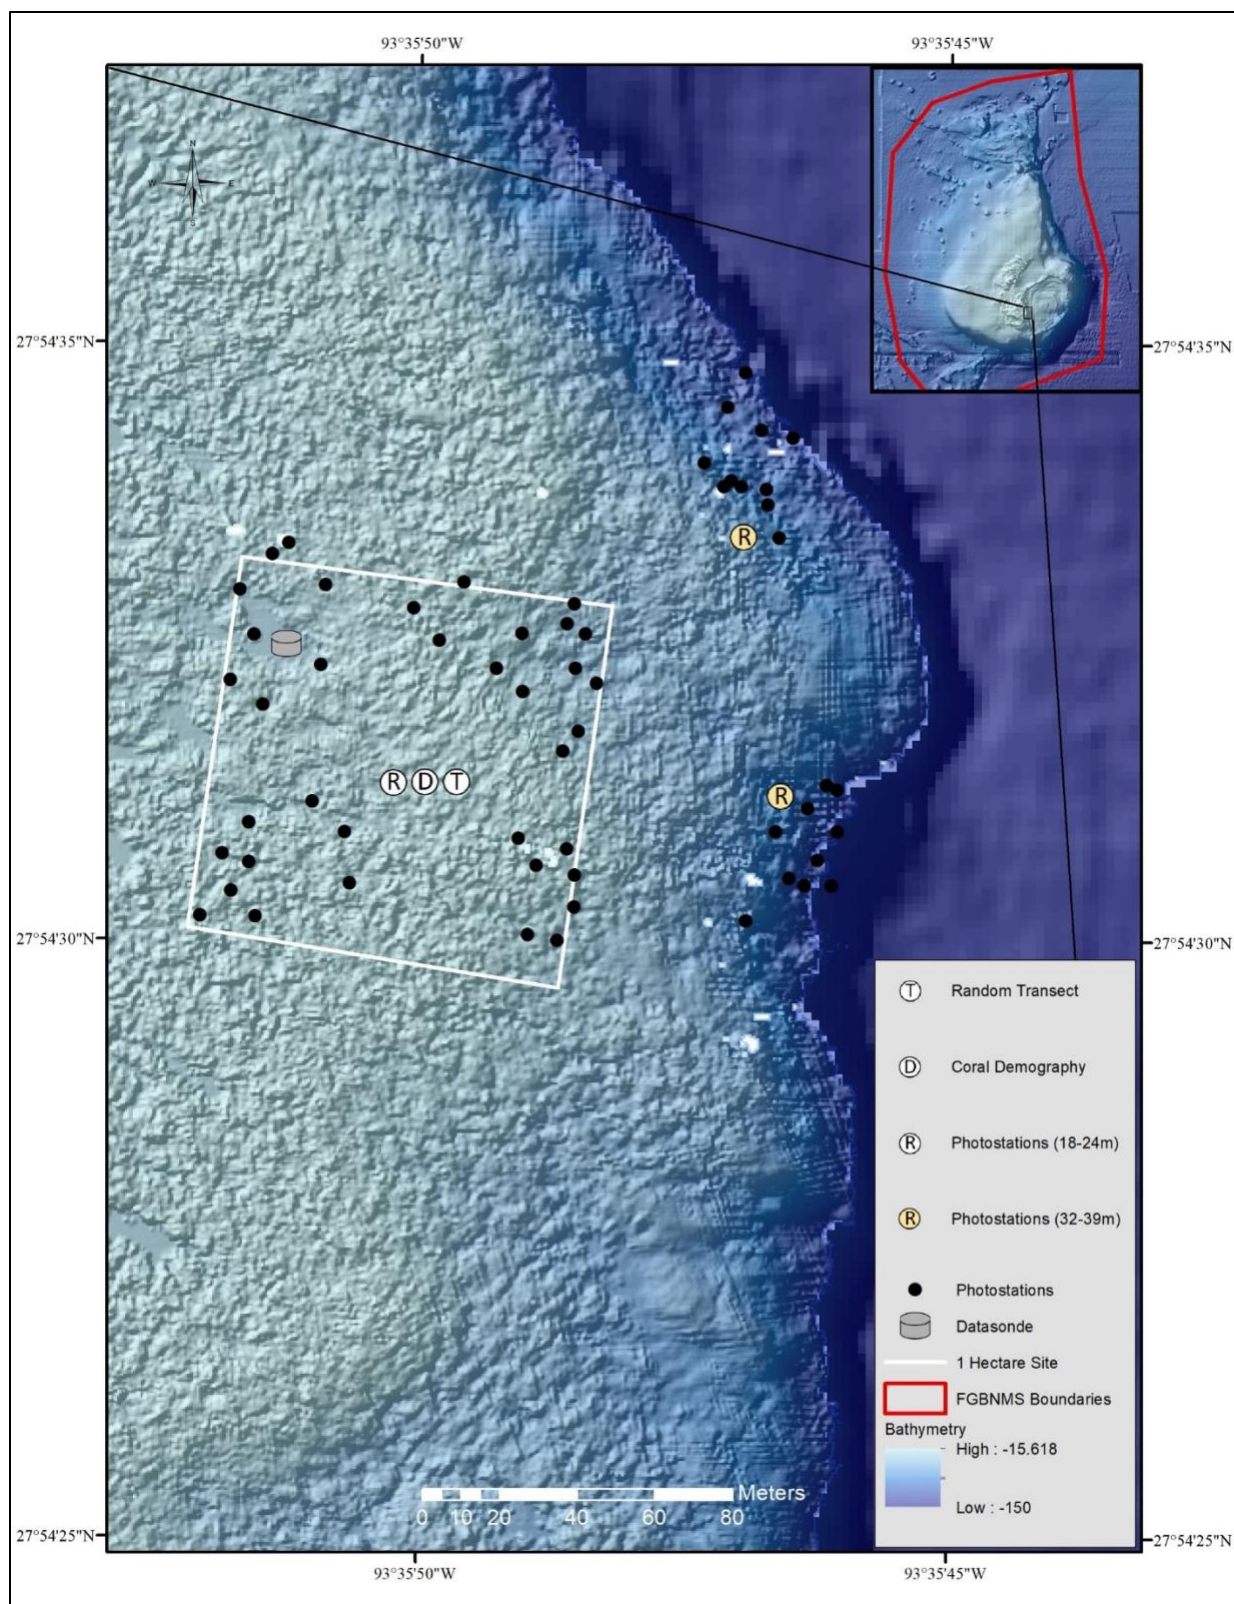 93°35'50"W
93°35'45"W
N
W
E
S
27°54'35"N
27°54'35"N
R
R D T
R
27°54'30"N
27°54'30"N
T Random Transect
D Coral Demography
R Photostations (18-24m)
R Photostations (32-39m)
Photostations
Datasonde
1 Hectare Site
FGBNMS Boundaries
Bathymetry
High : -15.618
Low : -150
Meters
0 10 20 40 60 80
27°54'25"N
27°54'25"N
93°35'50"W
93°35'45"W